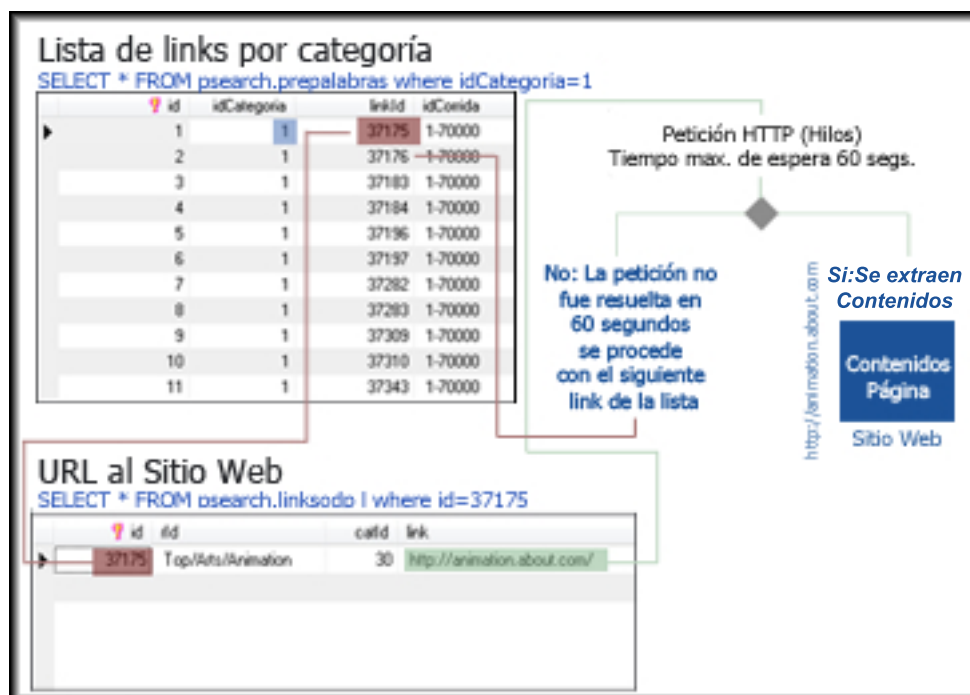 Lista de links por categoría
SELECT * FROM psearch.prepalabras where idCategoria=1
id idCategoria linkId idCorrida
1 1 37175 1-70000
2 1 37176 1-70000
3 1 37183 1-70000
4 1 37184 1-70000
5 1 37196 1-70000
6 1 37197 1-70000
7 1 37282 1-70000
8 1 37283 1-70000
9 1 37309 1-70000
10 1 37310 1-70000
11 1 37343 1-70000
Petición HTTP (Hilos)
Tiempo max. de espera 60 segs.
No: La petición no
fue resuelta en
60 segundos
se procede
con el siguiente
link de la lista
http://animation.about.com
Si:Se extraen
Contenidos
Contenidos
Página
Sitio Web
URL al Sitio Web
SELECT * FROM psearch.linksodp l where id=37175
id rId catId link
37175 Top/Arts/Animation 30 http://animation.about.com/